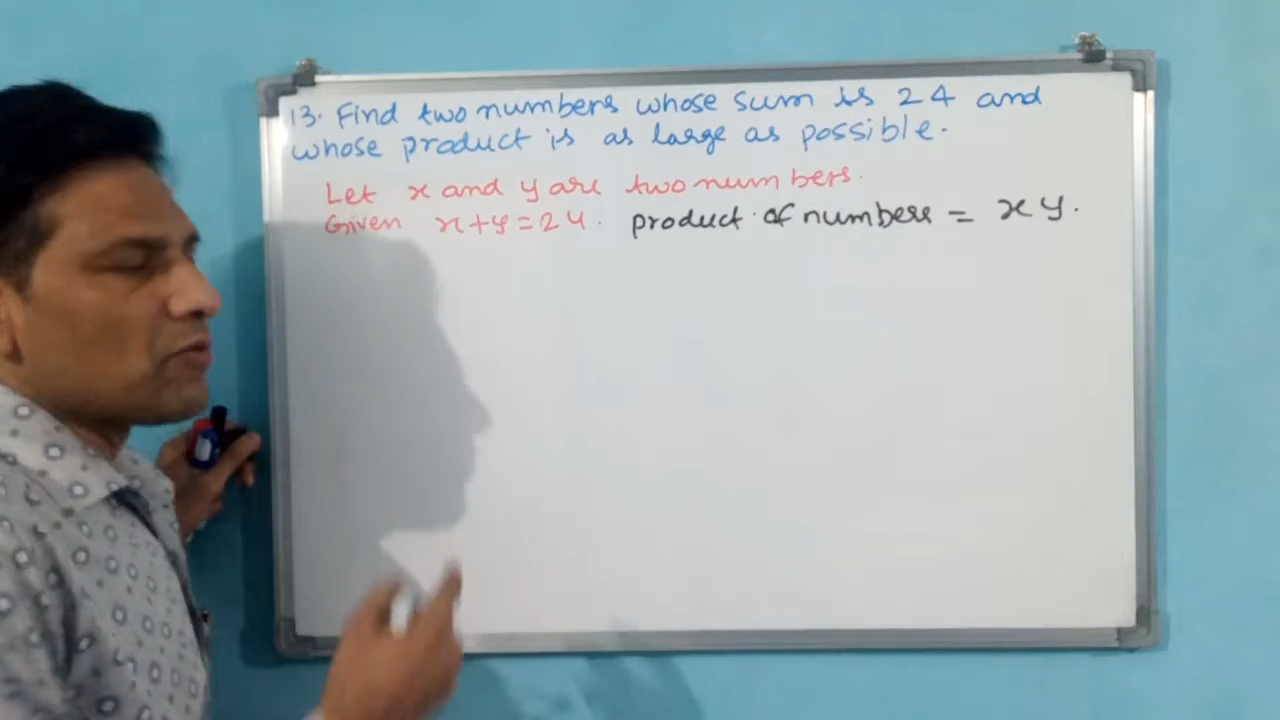 13. Find two numbers whose sum is 24 and
whose product is as large as possible.
Let x and y are two numbers.
Given x+y=24. product of numbers = xy.